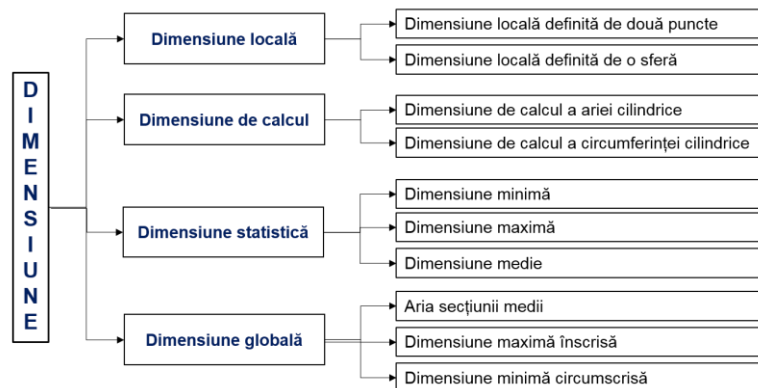 DIMENSIUNE
Dimensiune locală
Dimensiune locală definită de două puncte
Dimensiune locală definită de o sferă
Dimensiune de calcul
Dimensiune de calcul a ariei cilindrice
Dimensiune de calcul a circumferinței cilindrice
Dimensiune statistică
Dimensiune minimă
Dimensiune maximă
Dimensiune medie
Dimensiune globală
Aria secțiunii medii
Dimensiune maximă înscrisă
Dimensiune minimă circumscrisă